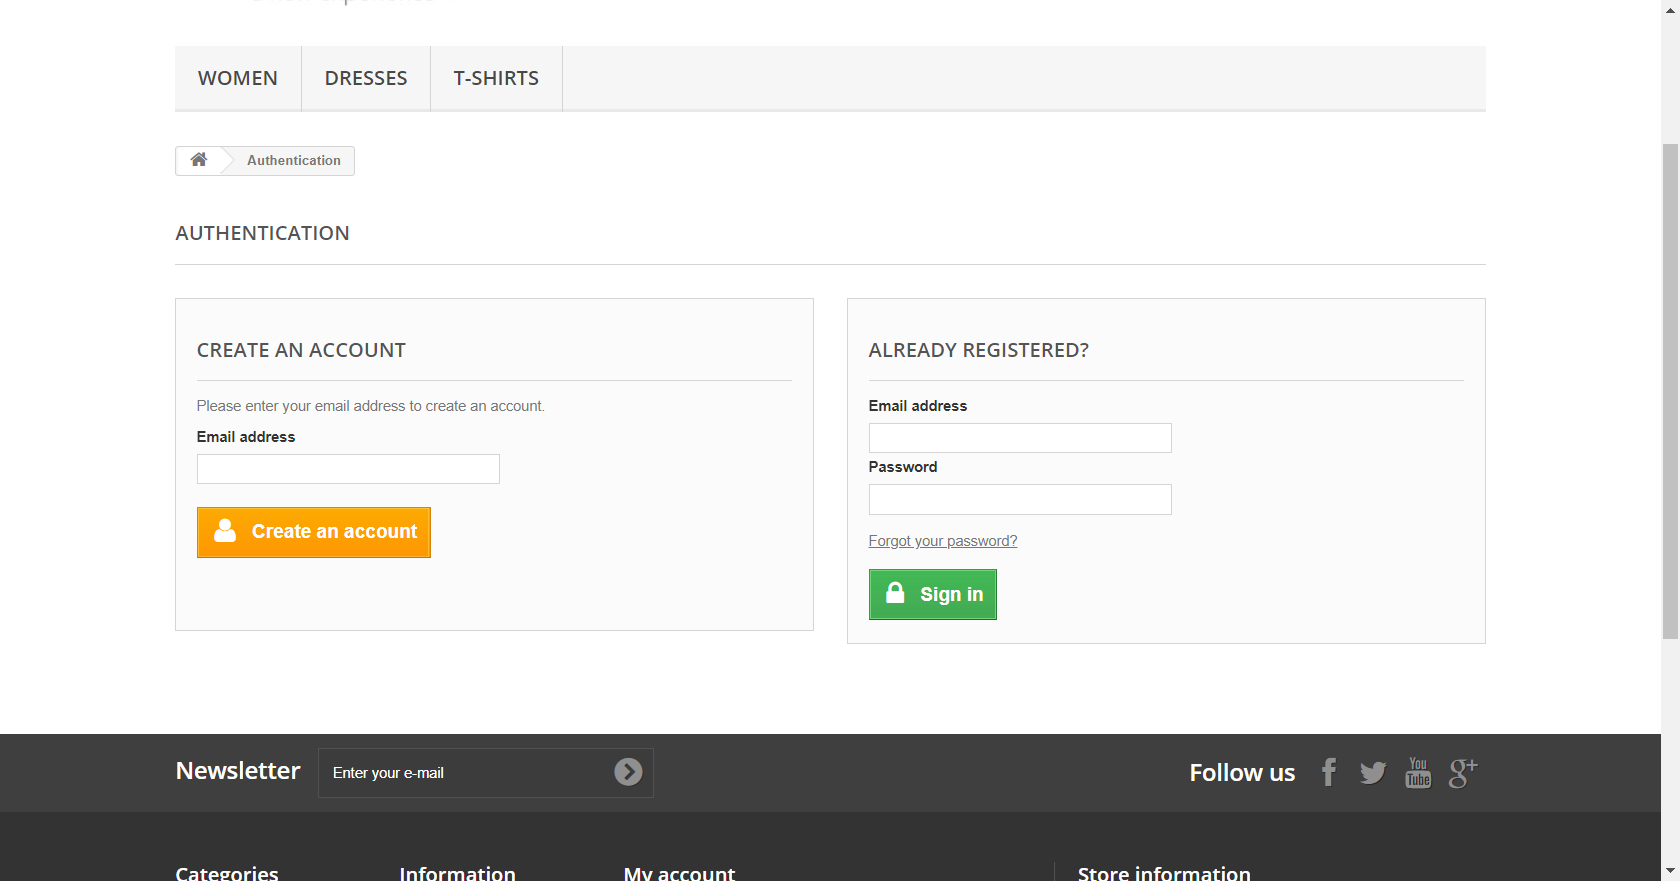 WOMEN
DRESSES
T-SHIRTS
Authentication
AUTHENTICATION
CREATE AN ACCOUNT
Please enter your email address to create an account.
Email address
Create an account
ALREADY REGISTERED?
Email address
Password
Forgot your password?
Sign in
Newsletter
Enter your e-mail
Follow us
You
Tube
g+
Categories
Information
My account
Store information